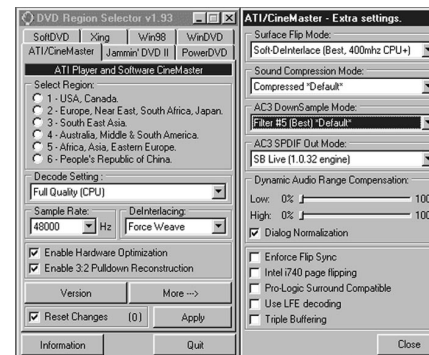 DVD Region Selector v1.93
SoftDVD Xing Win98 WinDVD
ATI/CineMaster Jammin' DVD II PowerDVD
ATI Player and Software CineMaster
Select Region:
1 - USA, Canada.
2 - Europe, Near East, South Africa, Japan.
3 - South East Asia.
4 - Australia, Middle & South America.
5 - Africa, Asia, Eastern Europe.
6 - People's Republic of China.
Decode Setting :
Full Quality (CPU)
Sample Rate: DeInterlacing:
48000 Hz Force Weave
Enable Hardware Optimization
Enable 3:2 Pulldown Reconstruction
Version More --->
Reset Changes (0) Apply
Information Quit
ATI/CineMaster - Extra settings.
Surface Flip Mode:
Soft-DeInterlace (Best, 400mhz CPU+)
Sound Compression Mode:
Compressed *Default*
AC3 DownSample Mode:
Filter #5 (Best) *Default*
AC3 SPDIF Out Mode:
SB Live (1.0.32 engine)
Dynamic Audio Range Compensation:
Low: 0% 100
High: 0% 100
Dialog Normalization
Enforce Flip Sync
Intel i740 page flipping
Pro-Logic Surround Compatible
Use LFE decoding
Triple Buffering
Close